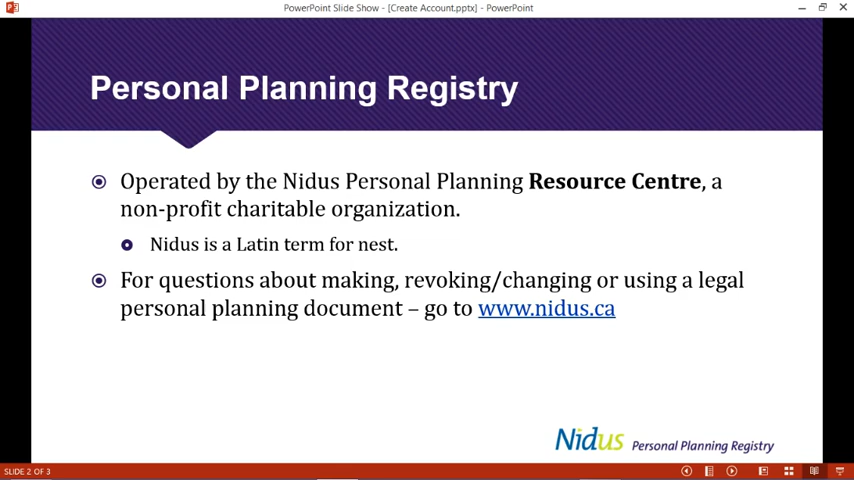 PowerPoint Slide Show - [Create Account.pptx] - PowerPoint
Personal Planning Registry
Operated by the Nidus Personal Planning Resource Centre, a
non-profit charitable organization.
Nidus is a Latin term for nest.
For questions about making, revoking/changing or using a legal
personal planning document – go to www.nidus.ca
Nidus Personal Planning Registry
SLIDE 2 OF 3